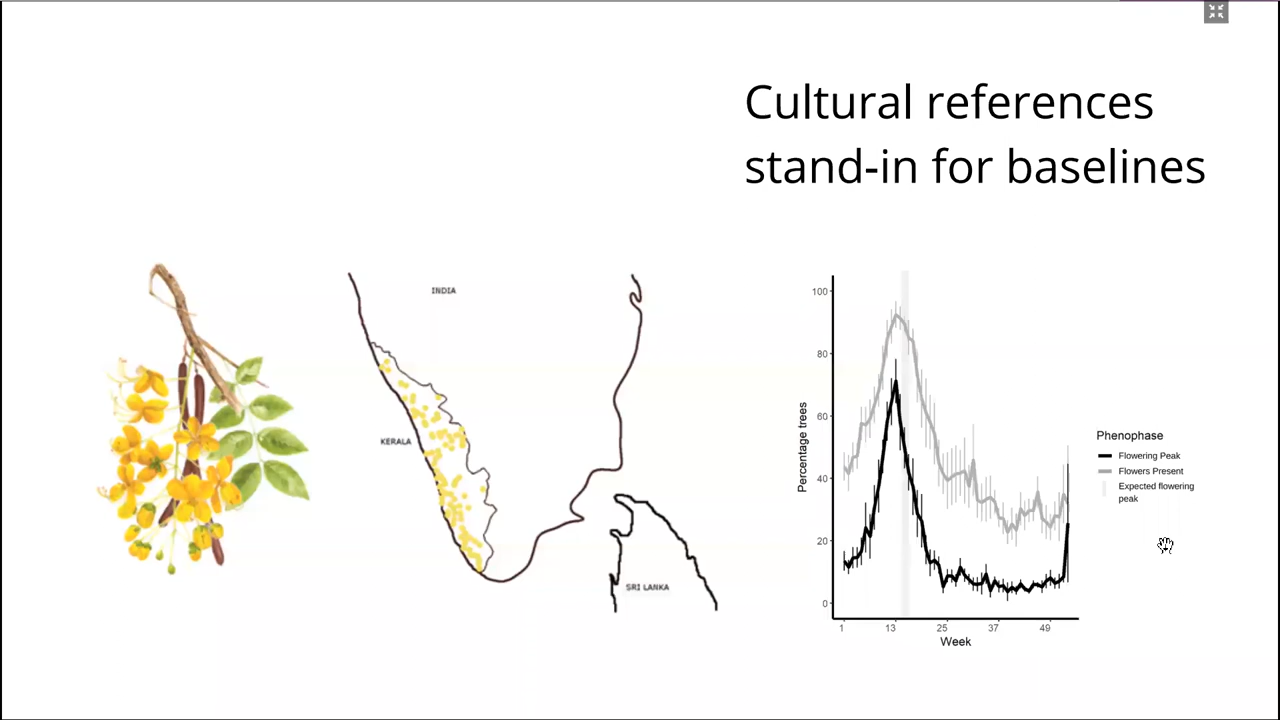 Cultural references
stand-in for baselines
INDIA
KERALA
SRI LANKA
100
80
60
40
20
0
Percentage trees
1 13 25 37 49
Week
Phenophase
Flowering Peak
Flowers Present
Expected flowering
peak